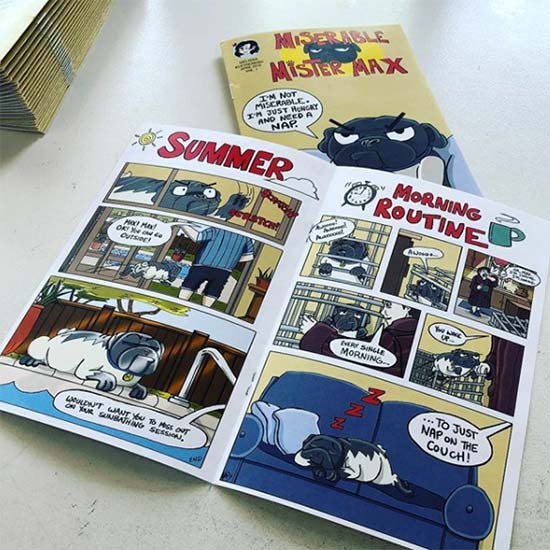 MISERABLE
MISTER MAX
I'M NOT
MISERABLE.
I'M JUST HUNGRY
AND NEED A
NAP.
SUMMER
SCRATCH!
MAX! MAX!
OK! YOU CAN GO
OUTSIDE!
WOULDN'T WANT YOU TO MISS OUT
ON YOUR SUNBATHING SESSION.
END
MORNING
ROUTINE
AWOOO!
AWOOO...
EVERY SINGLE
MORNING...
YOU WAKE
UP...
... TO JUST
NAP ON THE
COUCH!
Z
Z
Z